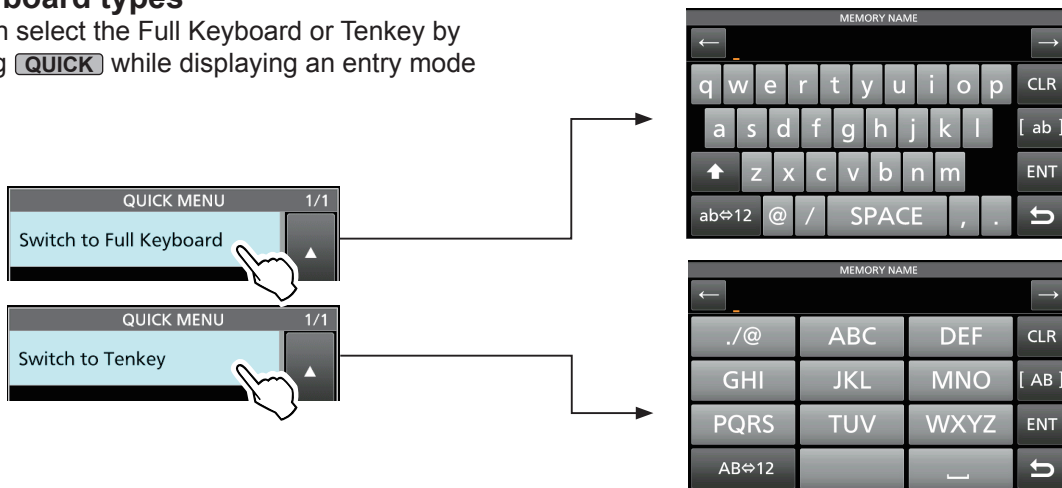 board types
n select the Full Keyboard or Tenkey by
g QUICK while displaying an entry mode
QUICK MENU 1/1
Switch to Full Keyboard
▲
QUICK MENU 1/1
Switch to Tenkey
▲
MEMORY NAME
← _ →
q w e r t y u i o p CLR
a s d f g h j k l [ ab ]
z x c v b n m ENT
ab⇔12 @ / SPACE , .
MEMORY NAME
← _ →
./@ ABC DEF CLR
GHI JKL MNO [ AB ]
PQRS TUV WXYZ ENT
AB⇔12 ⎵